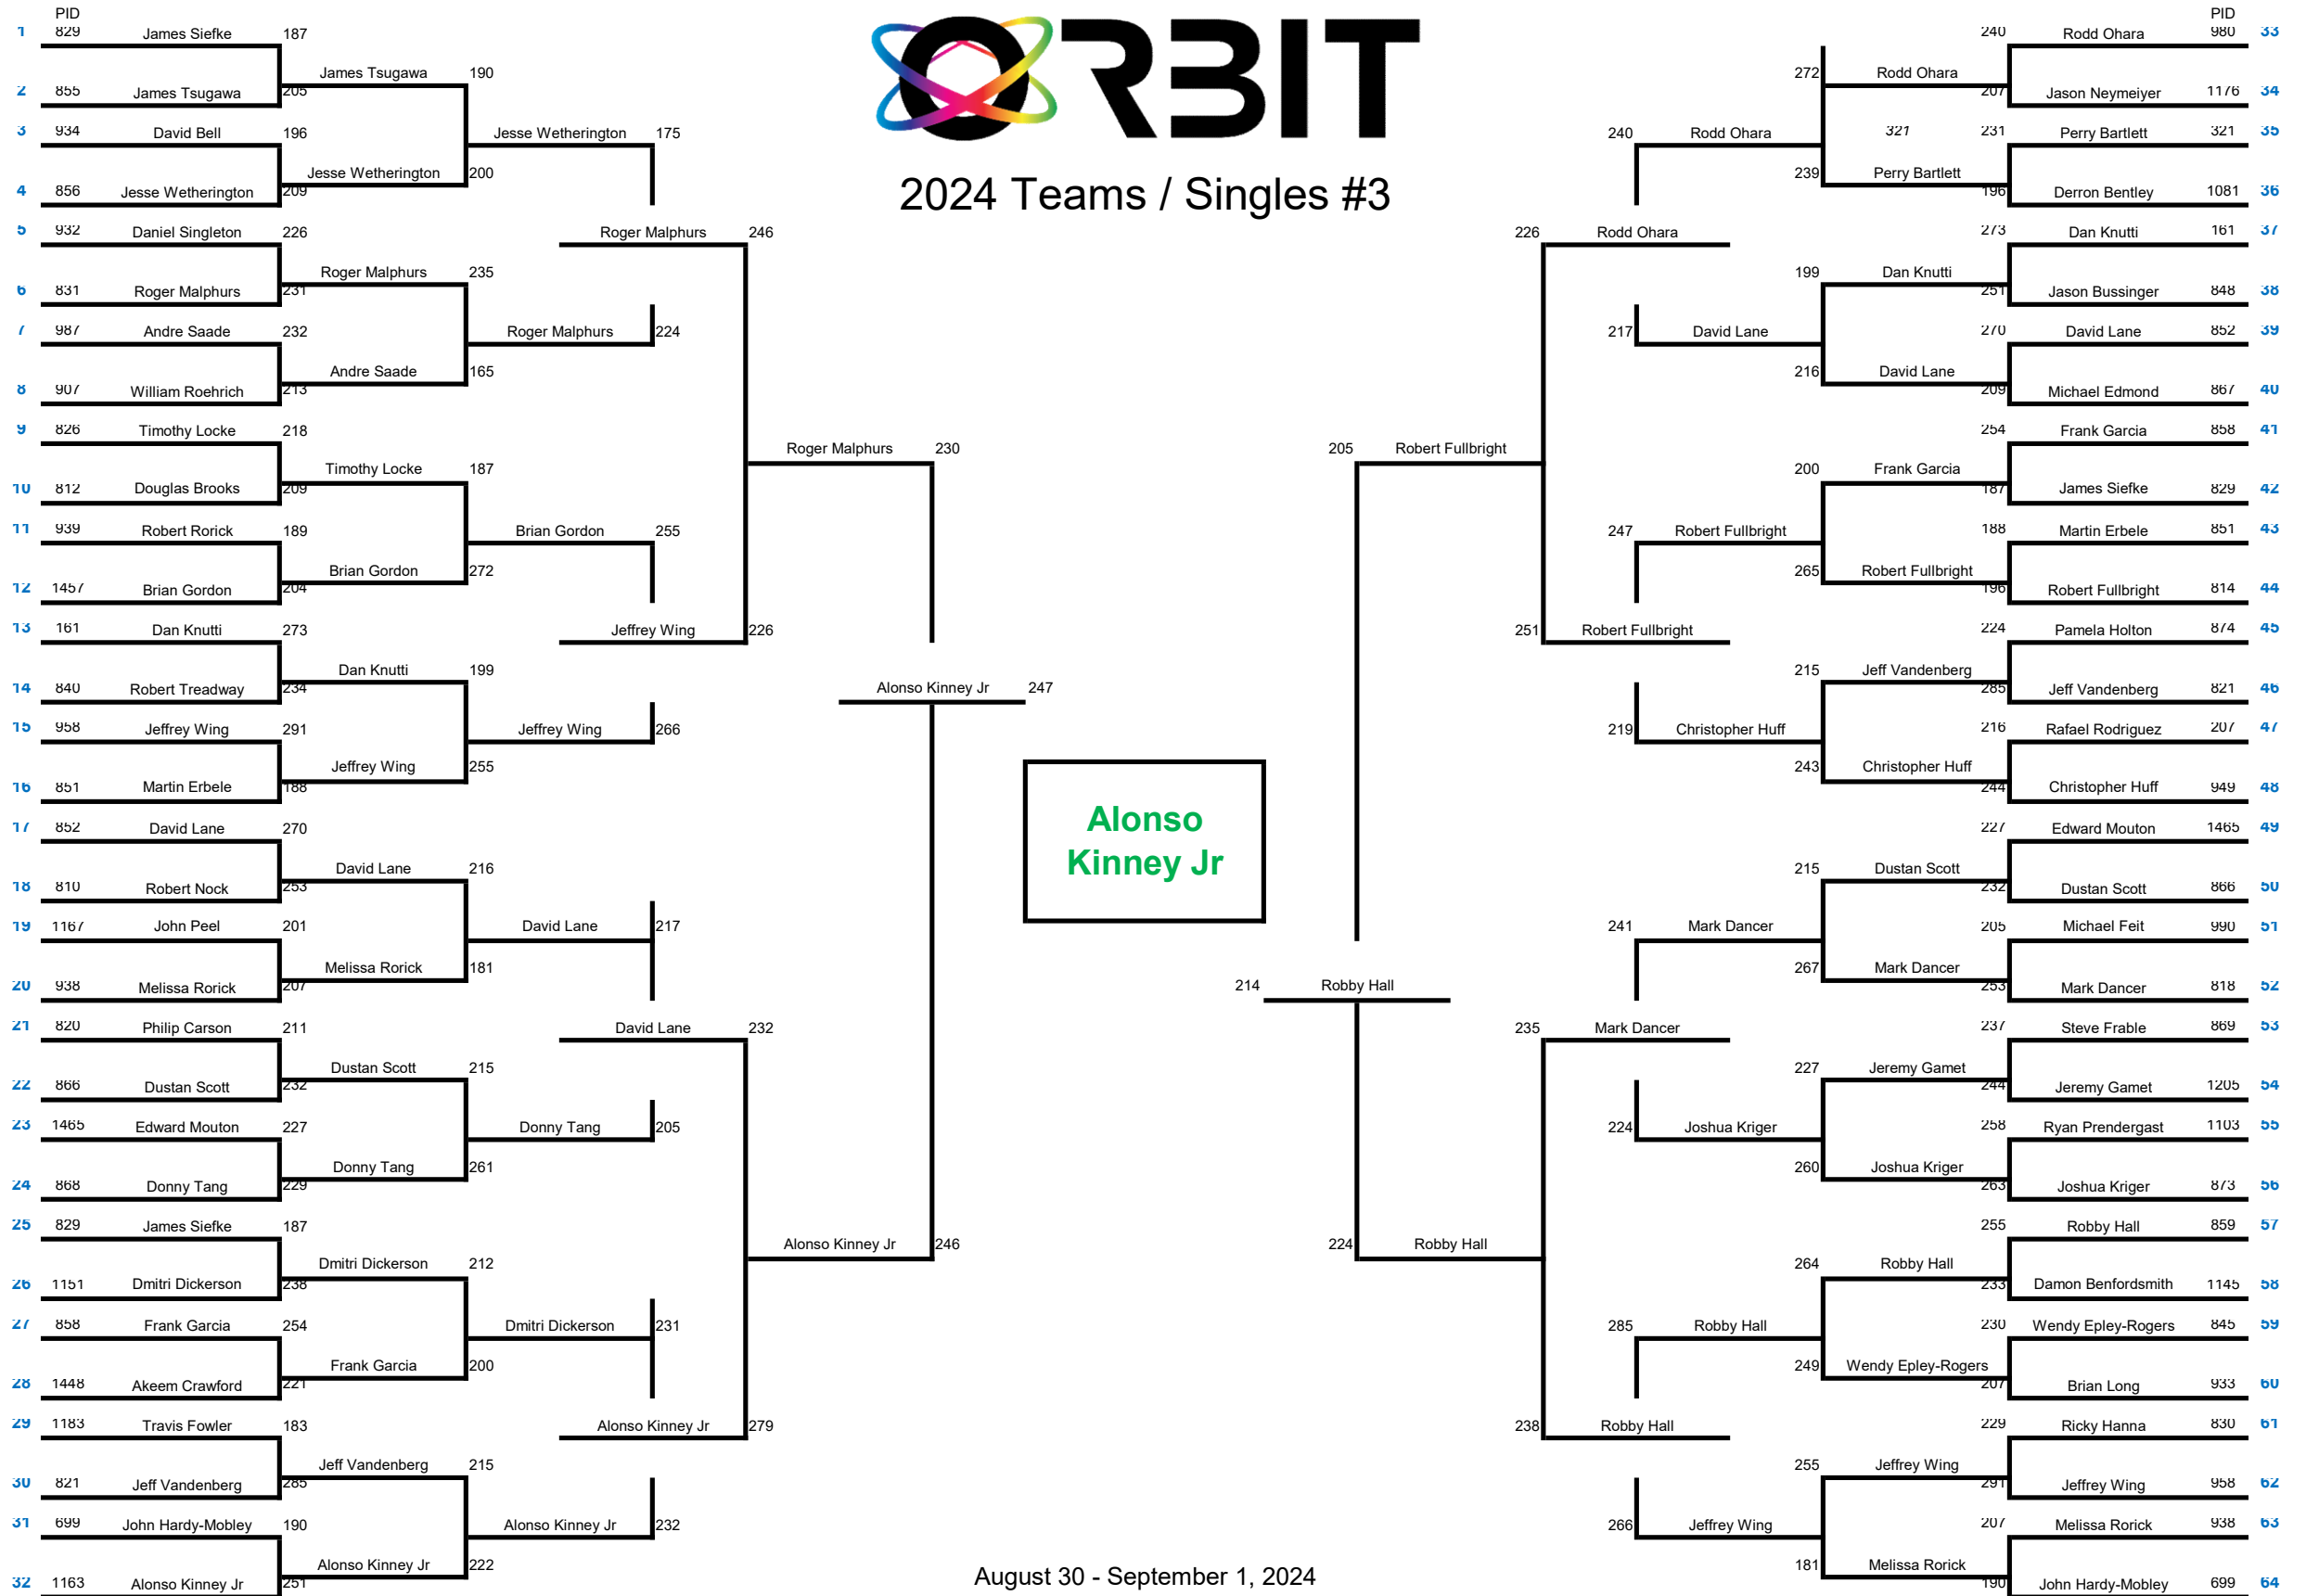 PID
1 829 James Siefke 187
James Tsugawa 190
2 855 James Tsugawa 205
3 934 David Bell 196
Jesse Wetherington 175
Jesse Wetherington 200
4 856 Jesse Wetherington 209
5 932 Daniel Singleton 226
Roger Malphurs 246
Roger Malphurs 235
6 831 Roger Malphurs 231
7 987 Andre Saade 232
Roger Malphurs 224
Andre Saade 165
8 907 William Roehrich 213
9 826 Timothy Locke 218
Roger Malphurs 230
Timothy Locke 187
10 812 Douglas Brooks 209
11 939 Robert Rorick 189
Brian Gordon 255
Brian Gordon 272
12 1457 Brian Gordon 204
13 161 Dan Knutti 273
Jeffrey Wing 226
Dan Knutti 199
14 840 Robert Treadway 234
15 958 Jeffrey Wing 291
Jeffrey Wing 266
Jeffrey Wing 255
16 851 Martin Erbele 188
Alonso Kinney Jr 247
17 852 David Lane 270
David Lane 216
18 810 Robert Nock 253
19 1167 John Peel 201
David Lane 217
Melissa Rorick 181
20 938 Melissa Rorick 207
21 820 Philip Carson 211
David Lane 232
Dustan Scott 215
22 866 Dustan Scott 232
23 1465 Edward Mouton 227
Donny Tang 205
Donny Tang 261
24 868 Donny Tang 229
25 829 James Siefke 187
Alonso Kinney Jr 246
Dmitri Dickerson 212
26 1151 Dmitri Dickerson 238
27 858 Frank Garcia 254
Dmitri Dickerson 231
Frank Garcia 200
28 1448 Akeem Crawford 221
29 1183 Travis Fowler 183
Alonso Kinney Jr 279
Jeff Vandenberg 215
30 821 Jeff Vandenberg 285
31 699 John Hardy-Mobley 190
Alonso Kinney Jr 232
Alonso Kinney Jr 222
32 1163 Alonso Kinney Jr 251
ORBIT
2024 Teams / Singles #3
Alonso
Kinney Jr
August 30 - September 1, 2024
PID
240 Rodd Ohara 980 33
272 Rodd Ohara
207 Jason Neymeiyer 1176 34
240 Rodd Ohara
321
231 Perry Bartlett 321 35
239 Perry Bartlett
196 Derron Bentley 1081 36
226 Rodd Ohara
273 Dan Knutti 161 37
199 Dan Knutti
251 Jason Bussinger 848 38
217 David Lane
270 David Lane 852 39
216 David Lane
209 Michael Edmond 867 40
254 Frank Garcia 858 41
205 Robert Fullbright
200 Frank Garcia
187 James Siefke 829 42
247 Robert Fullbright
188 Martin Erbele 851 43
265 Robert Fullbright
196 Robert Fullbright 814 44
251 Robert Fullbright
224 Pamela Holton 874 45
215 Jeff Vandenberg
285 Jeff Vandenberg 821 46
219 Christopher Huff
216 Rafael Rodriguez 207 47
243 Christopher Huff
244 Christopher Huff 949 48
227 Edward Mouton 1465 49
215 Dustan Scott
232 Dustan Scott 866 50
241 Mark Dancer
205 Michael Feit 990 51
267 Mark Dancer
253 Mark Dancer 818 52
214 Robby Hall
235 Mark Dancer
237 Steve Frable 869 53
227 Jeremy Gamet
244 Jeremy Gamet 1205 54
224 Joshua Kriger
258 Ryan Prendergast 1103 55
260 Joshua Kriger
263 Joshua Kriger 873 56
255 Robby Hall 859 57
224 Robby Hall
264 Robby Hall
233 Damon Benfordsmith 1145 58
285 Robby Hall
230 Wendy Epley-Rogers 845 59
249 Wendy Epley-Rogers
207 Brian Long 933 60
238 Robby Hall
229 Ricky Hanna 830 61
255 Jeffrey Wing
291 Jeffrey Wing 958 62
266 Jeffrey Wing
207 Melissa Rorick 938 63
181 Melissa Rorick
190 John Hardy-Mobley 699 64